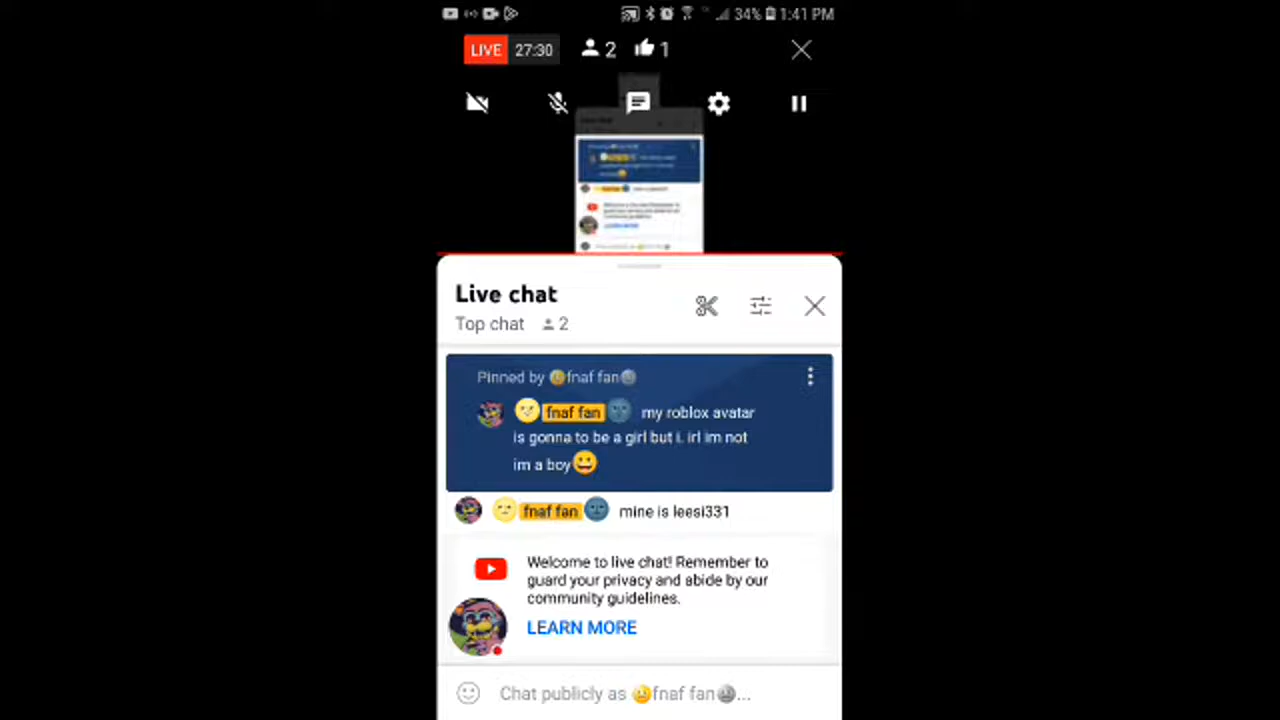 34% 1:41 PM
LIVE 27:30 2 1
Live chat
Top chat 2
Pinned by 🌝fnaf fan🌚
🌝 fnaf fan 🌚 my roblox avatar
is gonna to be a girl but i. irl im not
im a boy😀
🌝 fnaf fan 🌚 mine is leesi331
Welcome to live chat! Remember to
guard your privacy and abide by our
community guidelines.
LEARN MORE
Chat publicly as 🌝fnaf fan🌚...